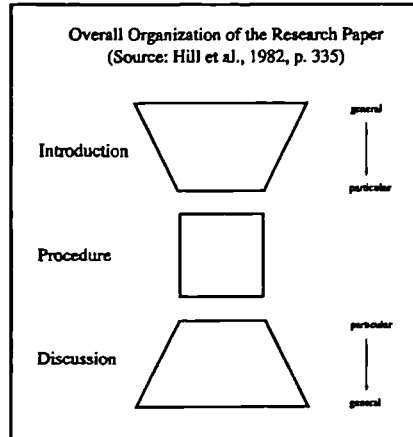 Overall Organization of the Research Paper
(Source: Hill et al., 1982, p. 335)
general
Introduction
particular
Procedure
particular
Discussion
general